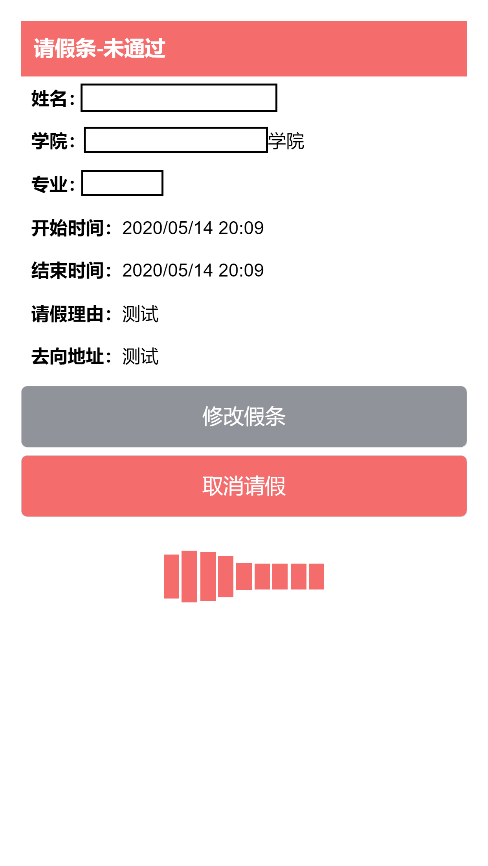 请假条-未通过
姓名：
学院： 学院
专业：
开始时间：2020/05/14 20:09
结束时间：2020/05/14 20:09
请假理由：测试
去向地址：测试
修改假条
取消请假